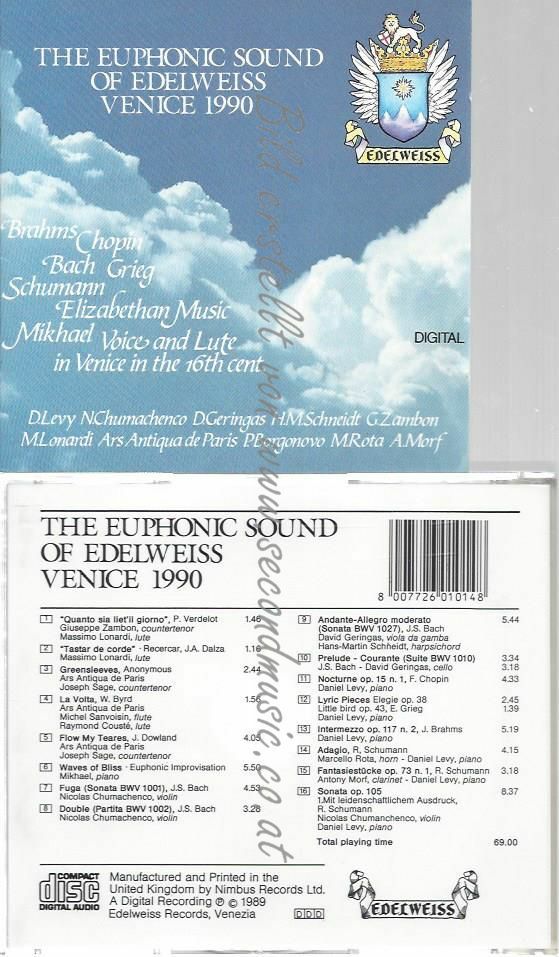 THE EUPHONIC SOUND
OF EDELWEISS
VENICE 1990
EDELWEISS
Brahms Chopin
Bach Grieg
Schumann
Elizabethan Music
Mikhael Voice and Lute
in Venice in the 16th cent.
DIGITAL
D.Levy N.Chumachenco D.Geringas H.M.Schneidt G.Zambon
M.Lonardi Ars Antiqua de Paris P.Borgonovo M.Rota A.Morf
Bild erstellt von wwwsecondmusic.co at
THE EUPHONIC SOUND
OF EDELWEISS
VENICE 1990
8 007726 010148
1 "Quanto sia liet'il giorno", P. Verdelot 1.46
Giuseppe Zambon, countertenor
Massimo Lonardi, lute
2 "Tastar de corde" - Recercar, J.A. Dalza 1.16
Massimo Lonardi, lute
3 Greensleeves, Anonymous 2.44
Ars Antiqua de Paris
Joseph Sage, countertenor
4 La Volta, W. Byrd 1.56
Ars Antiqua de Paris
Michel Sanvoisin, flute
Raymond Cousté, lute
5 Flow My Teares, J. Dowland 4.05
Ars Antiqua de Paris
Joseph Sage, countertenor
6 Waves of Bliss - Euphonic Improvisation 5.50
Mikhael, piano
7 Fuga (Sonata BWV 1001), J.S. Bach 4.53
Nicolas Chumachenco, violin
8 Double (Partita BWV 1002), J.S. Bach 3.28
Nicolas Chumachenco, violin
9 Andante-Allegro moderato 5.44
(Sonata BWV 1027), J.S. Bach
David Geringas, viola da gamba
Hans-Martin Schheidt, harpsichord
10 Prelude - Courante (Suite BWV 1010) 3.34
J.S. Bach - David Geringas, cello 3.18
11 Nocturne op. 15 n. 1, F. Chopin 4.33
Daniel Levy, piano
12 Lyric Pieces Elegie op. 38 2.45
Little bird op. 43, E. Grieg 1.39
Daniel Levy, piano
13 Intermezzo op. 117 n. 2, J. Brahms 5.19
Daniel Levy, piano
14 Adagio, R. Schumann 4.15
Marcello Rota, horn - Daniel Levy, piano
15 Fantasiestücke op. 73 n. 1, R. Schumann 3.18
Antony Morf, clarinet - Daniel Levy, piano
16 Sonata op. 105 8.37
1.Mit leidenschaftlichem Ausdruck,
R. Schumann
Nicolas Chumanchenco, violin
Daniel Levy, piano
Total playing time 69.00
COMPACT
disc
DIGITAL AUDIO
Manufactured and Printed in the
United Kingdom by Nimbus Records Ltd.
A Digital Recording ℗ © 1989
Edelweiss Records, Venezia
DDD
EDELWEISS